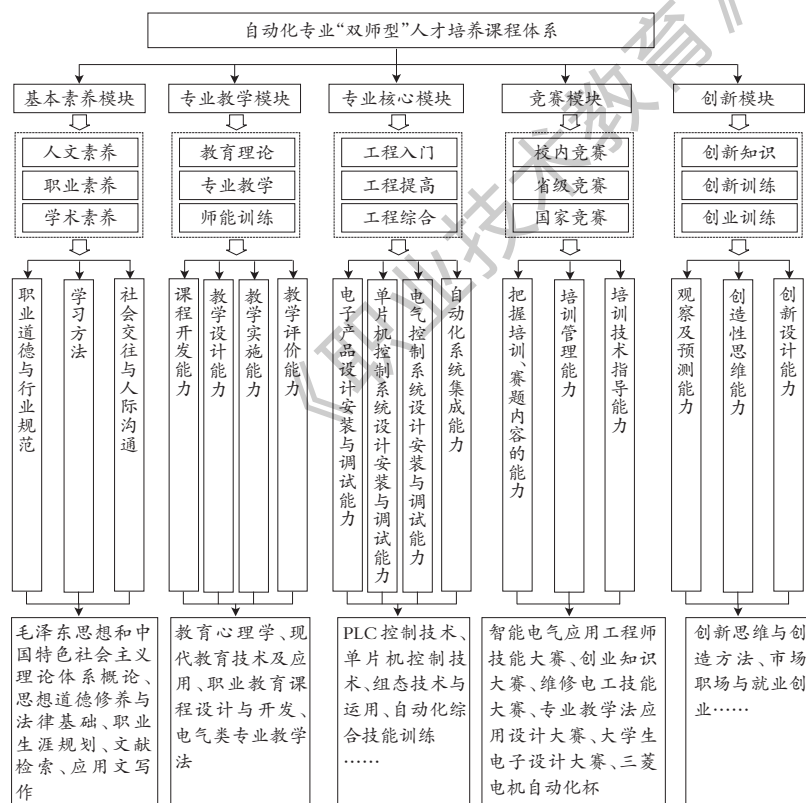 自动化专业“双师型”人才培养课程体系
基本素养模块
专业教学模块
专业核心模块
竞赛模块
创新模块
人文素养
职业素养
学术素养
教育理论
专业教学
师能训练
工程入门
工程提高
工程综合
校内竞赛
省级竞赛
国家竞赛
创新知识
创新训练
创业训练
职业道德与行业规范
学习方法
社会交往与人际沟通
课程开发能力
教学设计能力
教学实施能力
教学评价能力
电子产品设计安装与调试能力
单片机控制系统设计安装与调试能力
电气控制系统设计安装与调试能力
自动化系统集成能力
把握培训、赛题内容的能力
培训管理能力
培训技术指导能力
观察及预测能力
创造性思维能力
创新设计能力
毛泽东思想和中
国特色社会主义
理论体系概论、
思想道德修养与
法律基础、职业
生涯规划、文献
检索、应用文写
作
教育心理学、现
代教育技术及应
用、职业教育课
程设计与开发、
电气类专业教学
法
PLC控制技术、
单片机控制技
术、组态技术与
运用、自动化综
合技能训练
……
智能电气应用工程师
技能大赛、创业知识
大赛、维修电工技能
大赛、专业教学法应
用设计大赛、大学生
电子设计大赛、三菱
电机自动化杯
创新思维与创
造方法、市场
职场与就业创
业……
《职业技术教育》